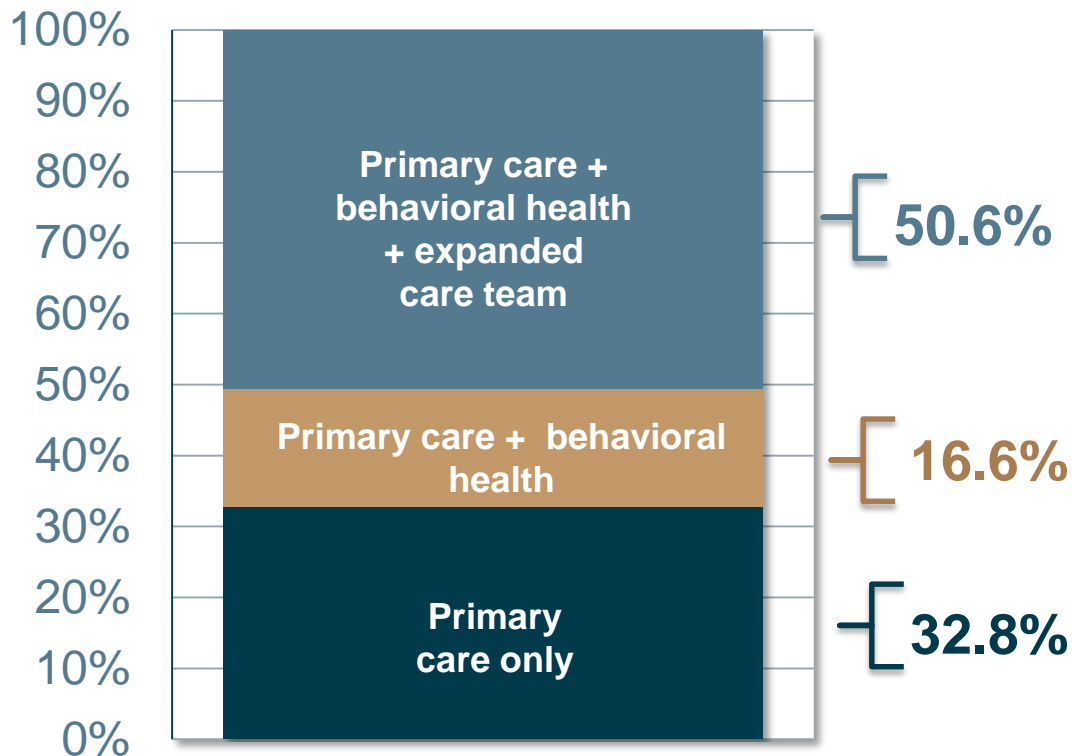 100%
90%
80%
70%
60%
50%
40%
30%
20%
10%
0%
Primary care +
behavioral health
+ expanded
care team
Primary care + behavioral
health
Primary
care only
50.6%
16.6%
32.8%